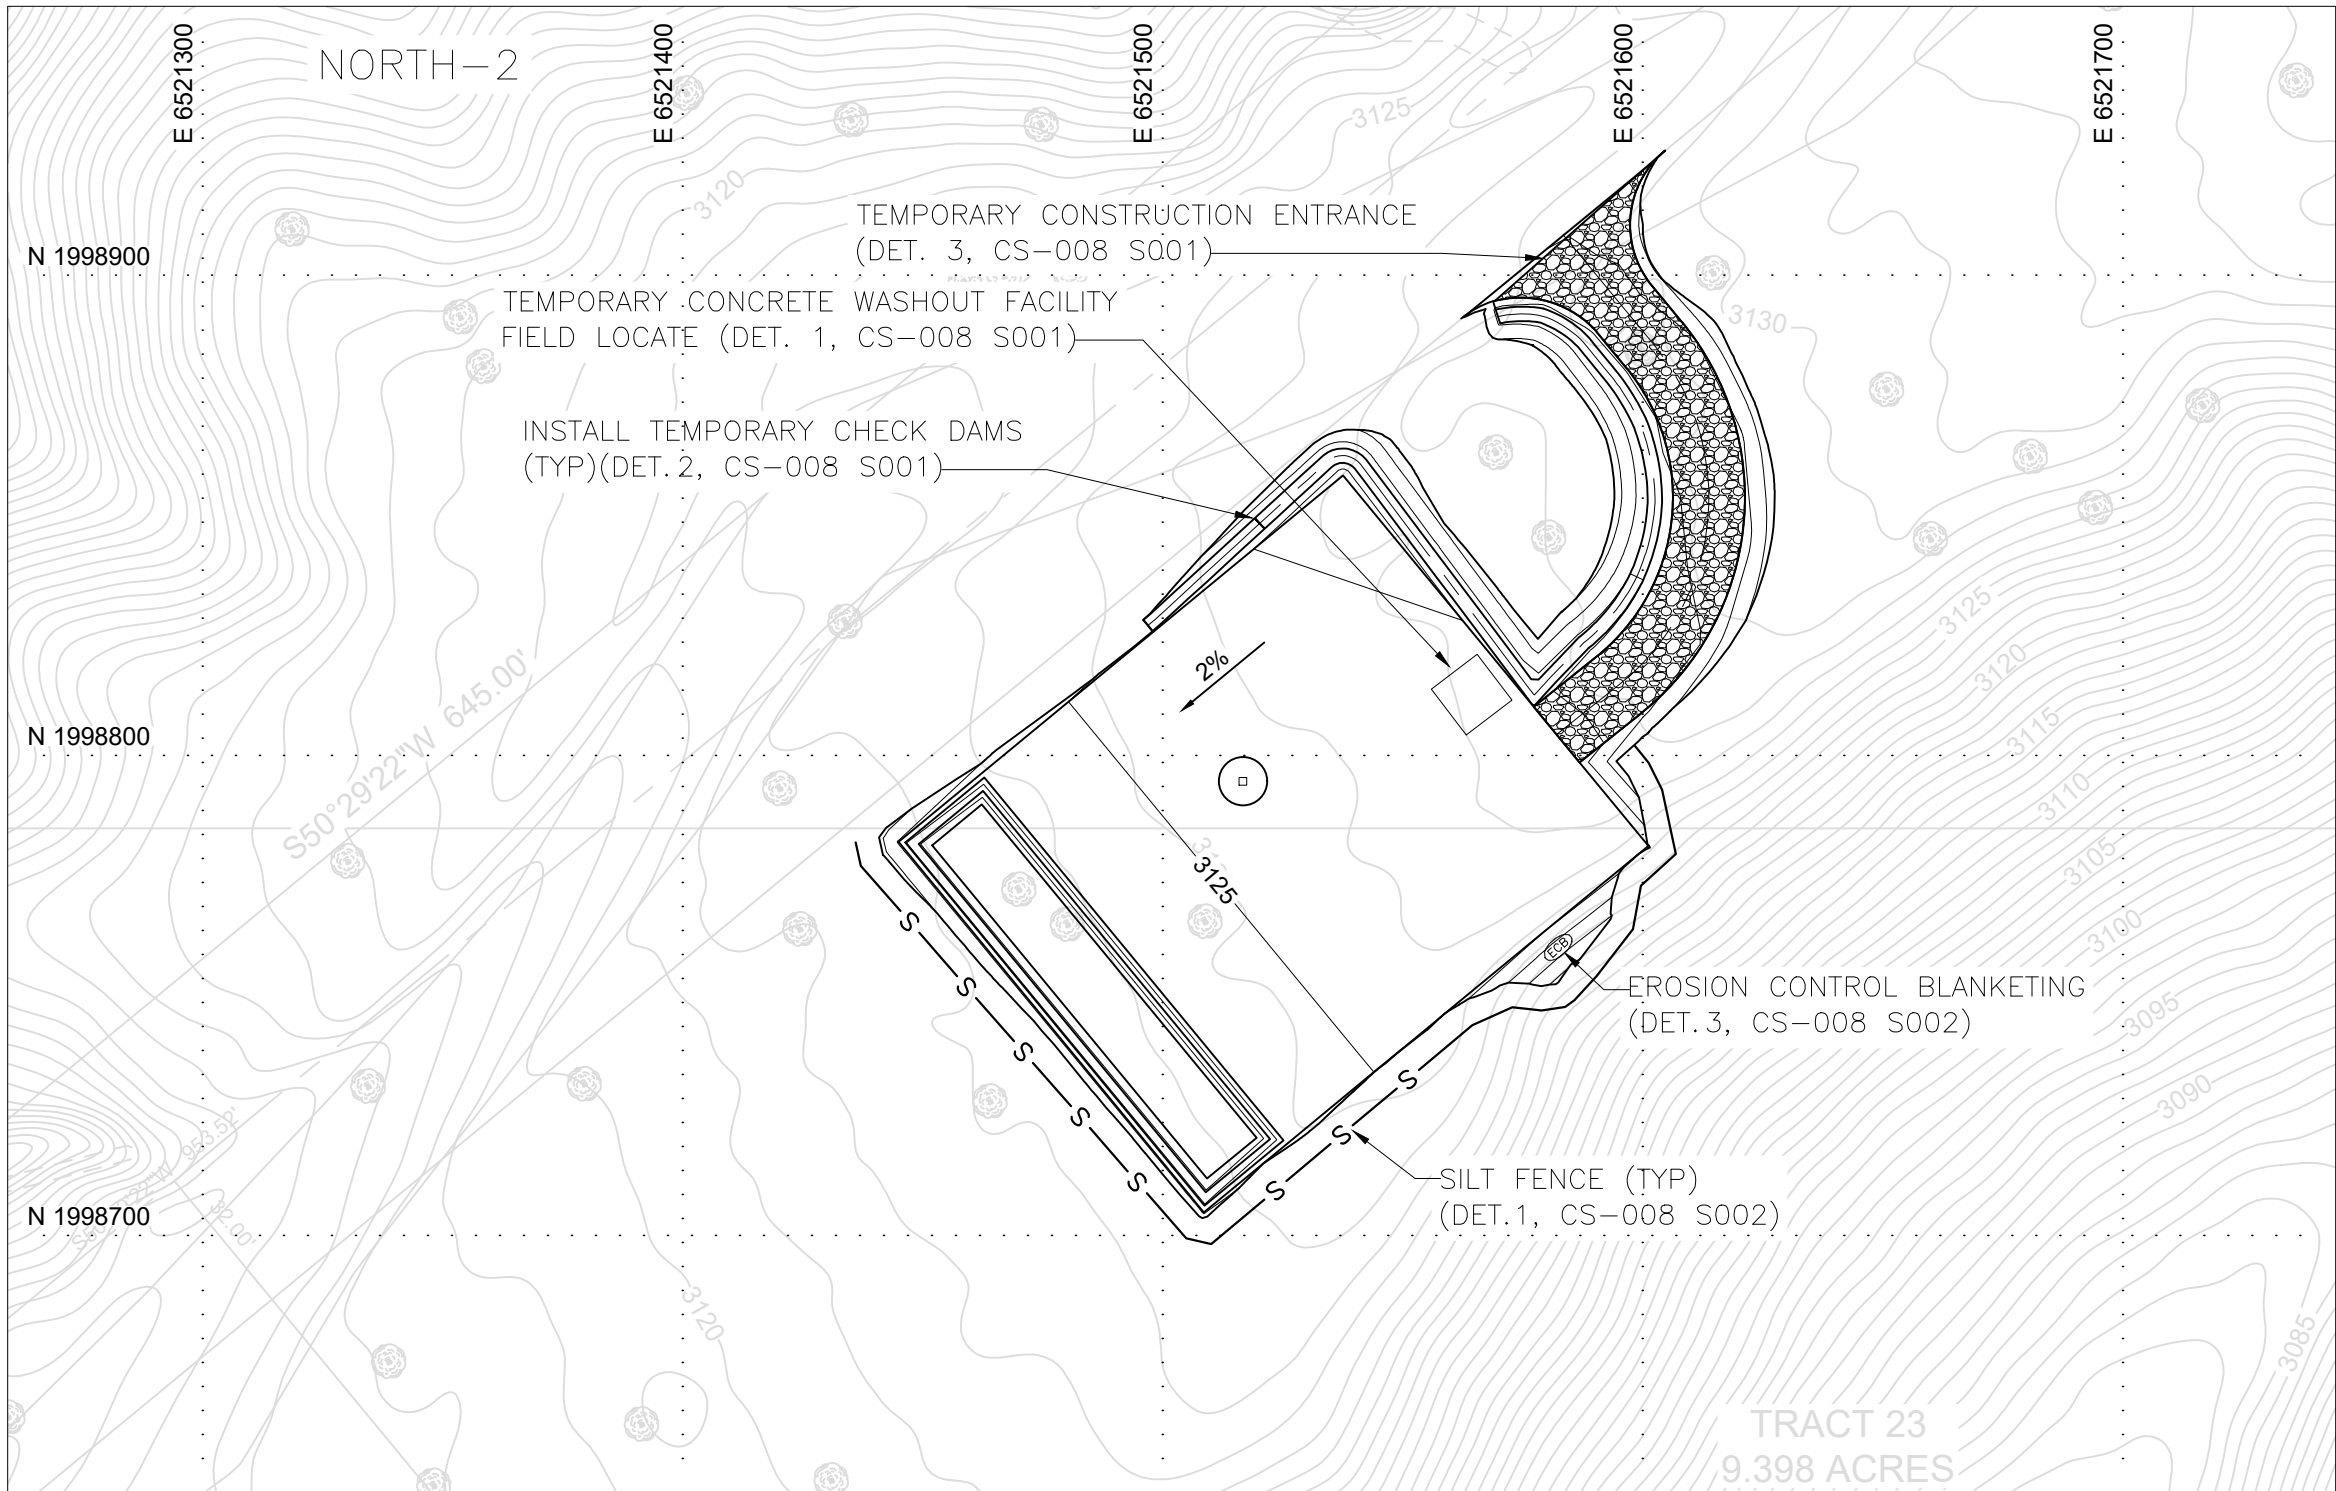 E 6521300
E 6521400
E 6521500
E 6521600
E 6521700
NORTH-2
3125
3120
TEMPORARY CONSTRUCTION ENTRANCE
(DET. 3, CS-008 S001)
N 1998900
TEMPORARY CONCRETE WASHOUT FACILITY
FIELD LOCATE (DET. 1, CS-008 S001)
3130
INSTALL TEMPORARY CHECK DAMS
(TYP)(DET.2, CS-008 S001)
3125
2%
3120
S50°29'22"W 645.00'
3115
N 1998800
3110
3105
3125
S
3100
ECB
S
EROSION CONTROL BLANKETING
(DET.3, CS-008 S002)
3095
S
S
3090
S
S
SILT FENCE (TYP)
(DET.1, CS-008 S002)
S
S
953.52'
32.00'
N 1998700
3120
3085
TRACT 23
9.398 ACRES